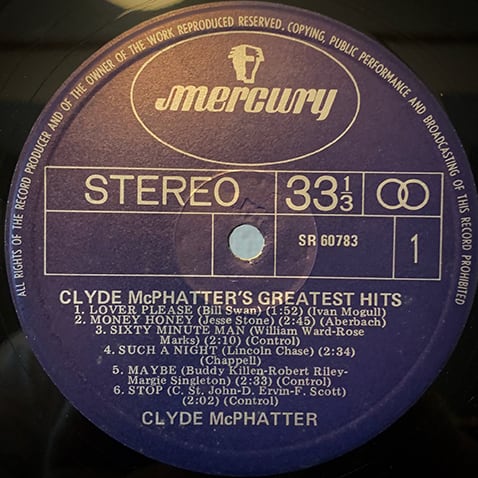 ALL RIGHTS OF THE RECORD PRODUCER AND OF THE OWNER OF THE WORK REPRODUCED RESERVED. COPYING, PUBLIC PERFORMANCE AND BROADCASTING OF THIS RECORD PROHIBITED
mercury
STEREO 33 1/3
SR 60783 1
CLYDE McPHATTER'S GREATEST HITS
1. LOVER PLEASE (Bill Swan) (1:52) (Ivan Mogull)
2. MONEY HONEY (Jesse Stone) (2:45) (Aberbach)
3. SIXTY MINUTE MAN (William Ward-Rose
Marks) (2:10) (Control)
4. SUCH A NIGHT (Lincoln Chase) (2:34)
(Chappell)
5. MAYBE (Buddy Killen-Robert Riley-
Margie Singleton) (2:33) (Control)
6. STOP (C. St. John-D. Ervin-F. Scott)
(2:02) (Control)
CLYDE McPHATTER